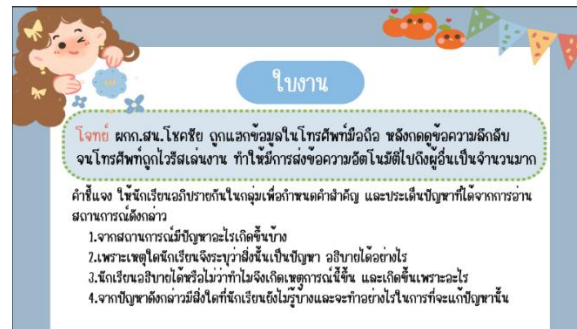 ใบงาน
โจทย์ ผกก.สน.โชคชัย ถูกแฮกข้อมูลในโทรศัพท์มือถือ หลังกดดูข้อความลึกลับ
จนโทรศัพท์ถูกไวรัสเล่นงาน ทำให้มีการส่งข้อความอัตโนมัติไปถึงผู้อื่นเป็นจำนวนมาก
คำชี้แจง ให้นักเรียนอภิปรายกันในกลุ่มเพื่อกำหนดคำสำคัญ และประเด็นปัญหาที่ได้จากการอ่าน
สถานการณ์ดังกล่าว
1.จากสถานการณ์มีปัญหาอะไรเกิดขึ้นบ้าง
2.เพราะเหตุใดนักเรียนจึงระบุว่าสิ่งนั้นเป็นปัญหา อธิบายได้อย่างไร
3.นักเรียนอธิบายได้หรือไม่ว่าทำไมจึงเกิดเหตุการณ์นี้ขึ้น และเกิดขึ้นเพราะอะไร
4.จากปัญหาดังกล่าวมีสิ่งใดที่นักเรียนยังไม่รู้บ้างและจะทำอย่างไรในการที่จะแก้ปัญหานั้น